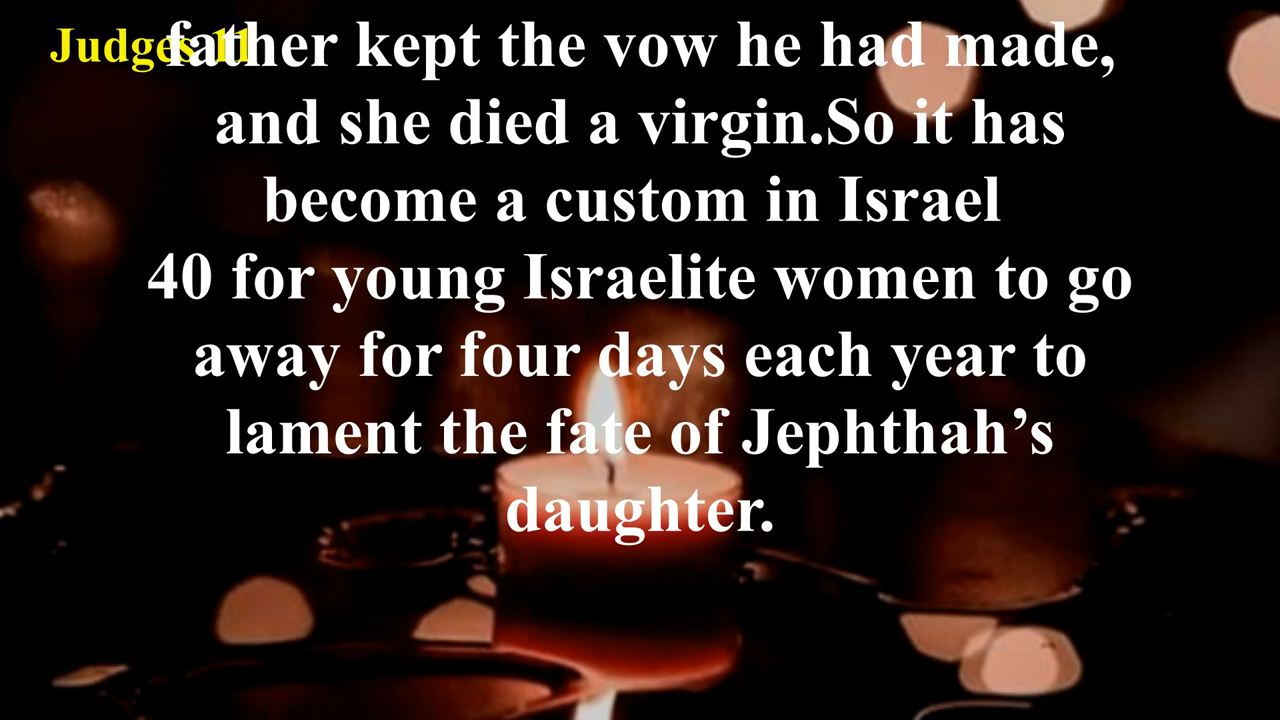 Judges 11
father kept the vow he had made,
and she died a virgin.So it has
become a custom in Israel
40 for young Israelite women to go
away for four days each year to
lament the fate of Jephthah’s
daughter.